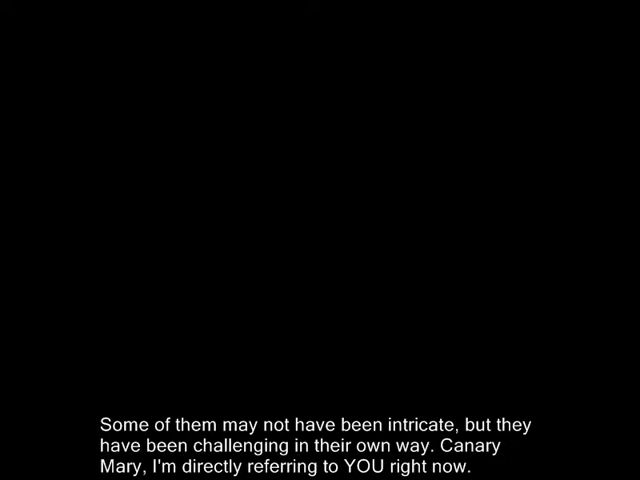 Some of them may not have been intricate, but they
have been challenging in their own way. Canary
Mary, I'm directly referring to YOU right now.